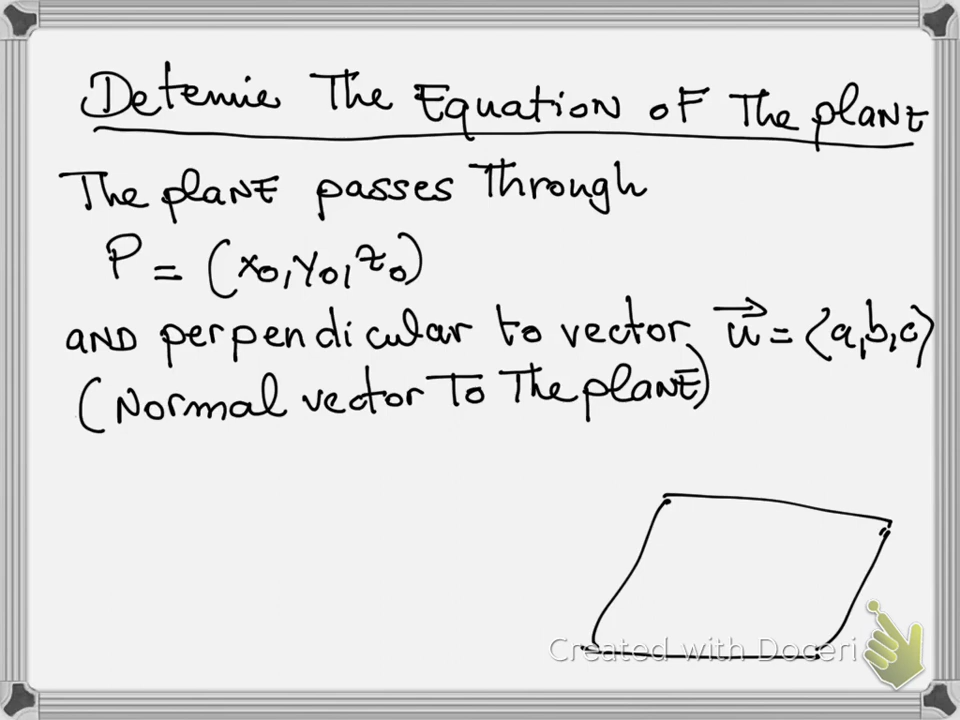 Detemie The Equation of The plane
The plane passes through
P = (x0, y0, z0)
and perpendicular to vector u = ⟨a, b, c⟩
(Normal vector to the plane)
Created with Doceri